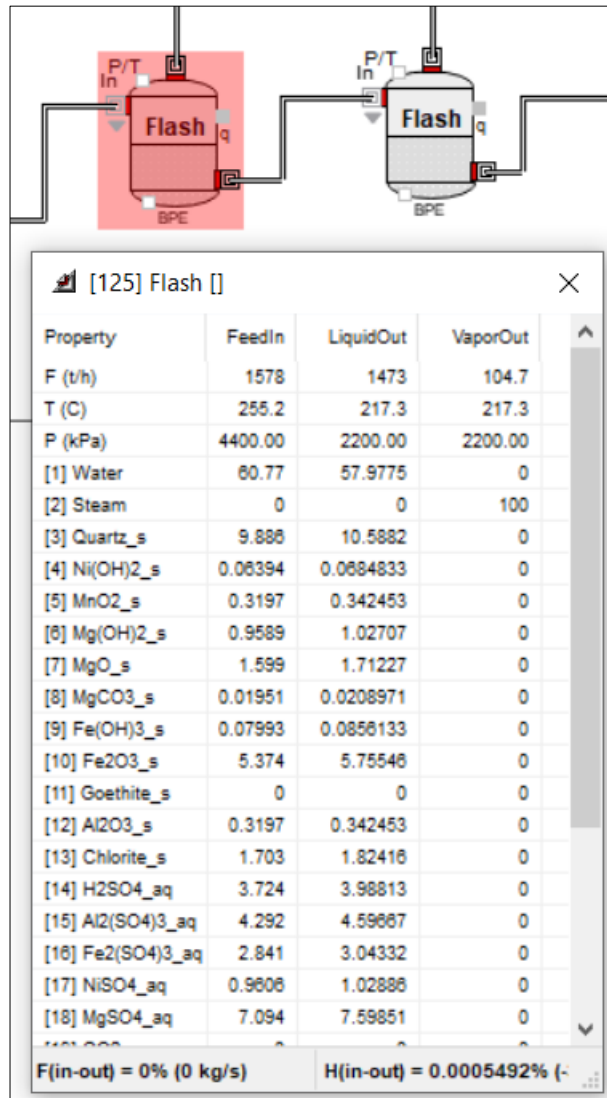 P/T
In
Flash
q
BPE
P/T
In
Flash
q
BPE
[125] Flash []
Property FeedIn LiquidOut VaporOut
F (t/h) 1578 1473 104.7
T (C) 255.2 217.3 217.3
P (kPa) 4400.00 2200.00 2200.00
[1] Water 60.77 57.9775 0
[2] Steam 0 0 100
[3] Quartz_s 9.886 10.5882 0
[4] Ni(OH)2_s 0.06394 0.0684833 0
[5] MnO2_s 0.3197 0.342453 0
[6] Mg(OH)2_s 0.9589 1.02707 0
[7] MgO_s 1.599 1.71227 0
[8] MgCO3_s 0.01951 0.0208971 0
[9] Fe(OH)3_s 0.07993 0.0856133 0
[10] Fe2O3_s 5.374 5.75546 0
[11] Goethite_s 0 0 0
[12] Al2O3_s 0.3197 0.342453 0
[13] Chlorite_s 1.703 1.82416 0
[14] H2SO4_aq 3.724 3.98813 0
[15] Al2(SO4)3_aq 4.292 4.59667 0
[16] Fe2(SO4)3_aq 2.841 3.04332 0
[17] NiSO4_aq 0.9606 1.02886 0
[18] MgSO4_aq 7.094 7.59851 0
F(in-out) = 0% (0 kg/s) H(in-out) = 0.0005492% (-